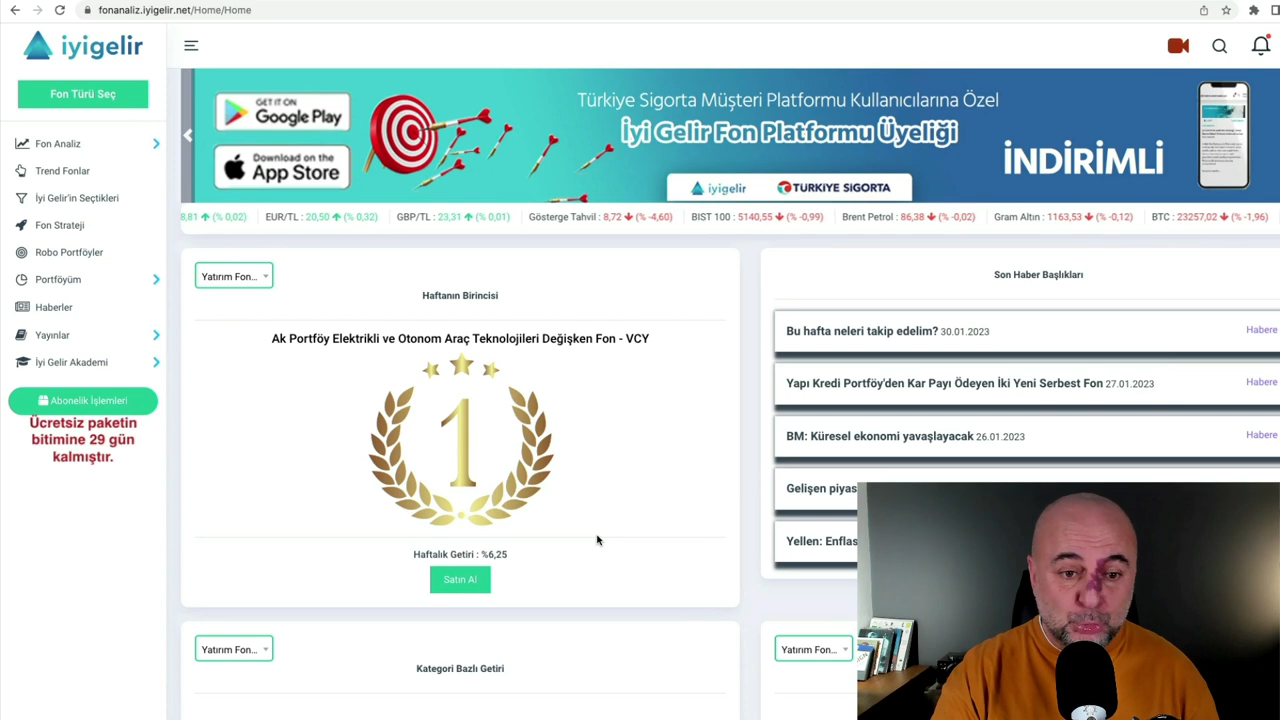 fonanaliz.iyigelir.net/Home/Home
iyigelir
Fon Türü Seç
Fon Analiz
Trend Fonlar
İyi Gelir'in Seçtikleri
Fon Strateji
Robo Portföyler
Portföyüm
Haberler
Yayınlar
İyi Gelir Akademi
Abonelik İşlemleri
Ücretsiz paketin
bitimine 29 gün
kalmıştır.
GET IT ON
Google Play
Download on the
App Store
Türkiye Sigorta Müşteri Platformu Kullanıcılarına Özel
İyi Gelir Fon Platformu Üyeliği
İNDİRİMLİ
iyigelir TÜRKİYE SİGORTA
8,81 (% 0,02) EUR/TL : 20,50 (% 0,32) GBP/TL : 23,31 (% 0,01) Gösterge Tahvil : 8,72 (% -4,60) BIST 100 : 5140,55 (% -0,99) Brent Petrol : 86,38 (% -0,02) Gram Altın : 1163,53 (% -0,12) BTC : 23257,02 (% -1,96)
Yatırım Fon...
Haftanın Birincisi
Ak Portföy Elektrikli ve Otonom Araç Teknolojileri Değişken Fon - VCY
1
Haftalık Getiri : %6,25
Satın Al
Son Haber Başlıkları
Bu hafta neleri takip edelim? 30.01.2023 Habere
Yapı Kredi Portföy'den Kar Payı Ödeyen İki Yeni Serbest Fon 27.01.2023 Habere
BM: Küresel ekonomi yavaşlayacak 26.01.2023 Habere
Gelişen piyas
Yellen: Enflas
Yatırım Fon...
Kategori Bazlı Getiri
Yatırım Fon...